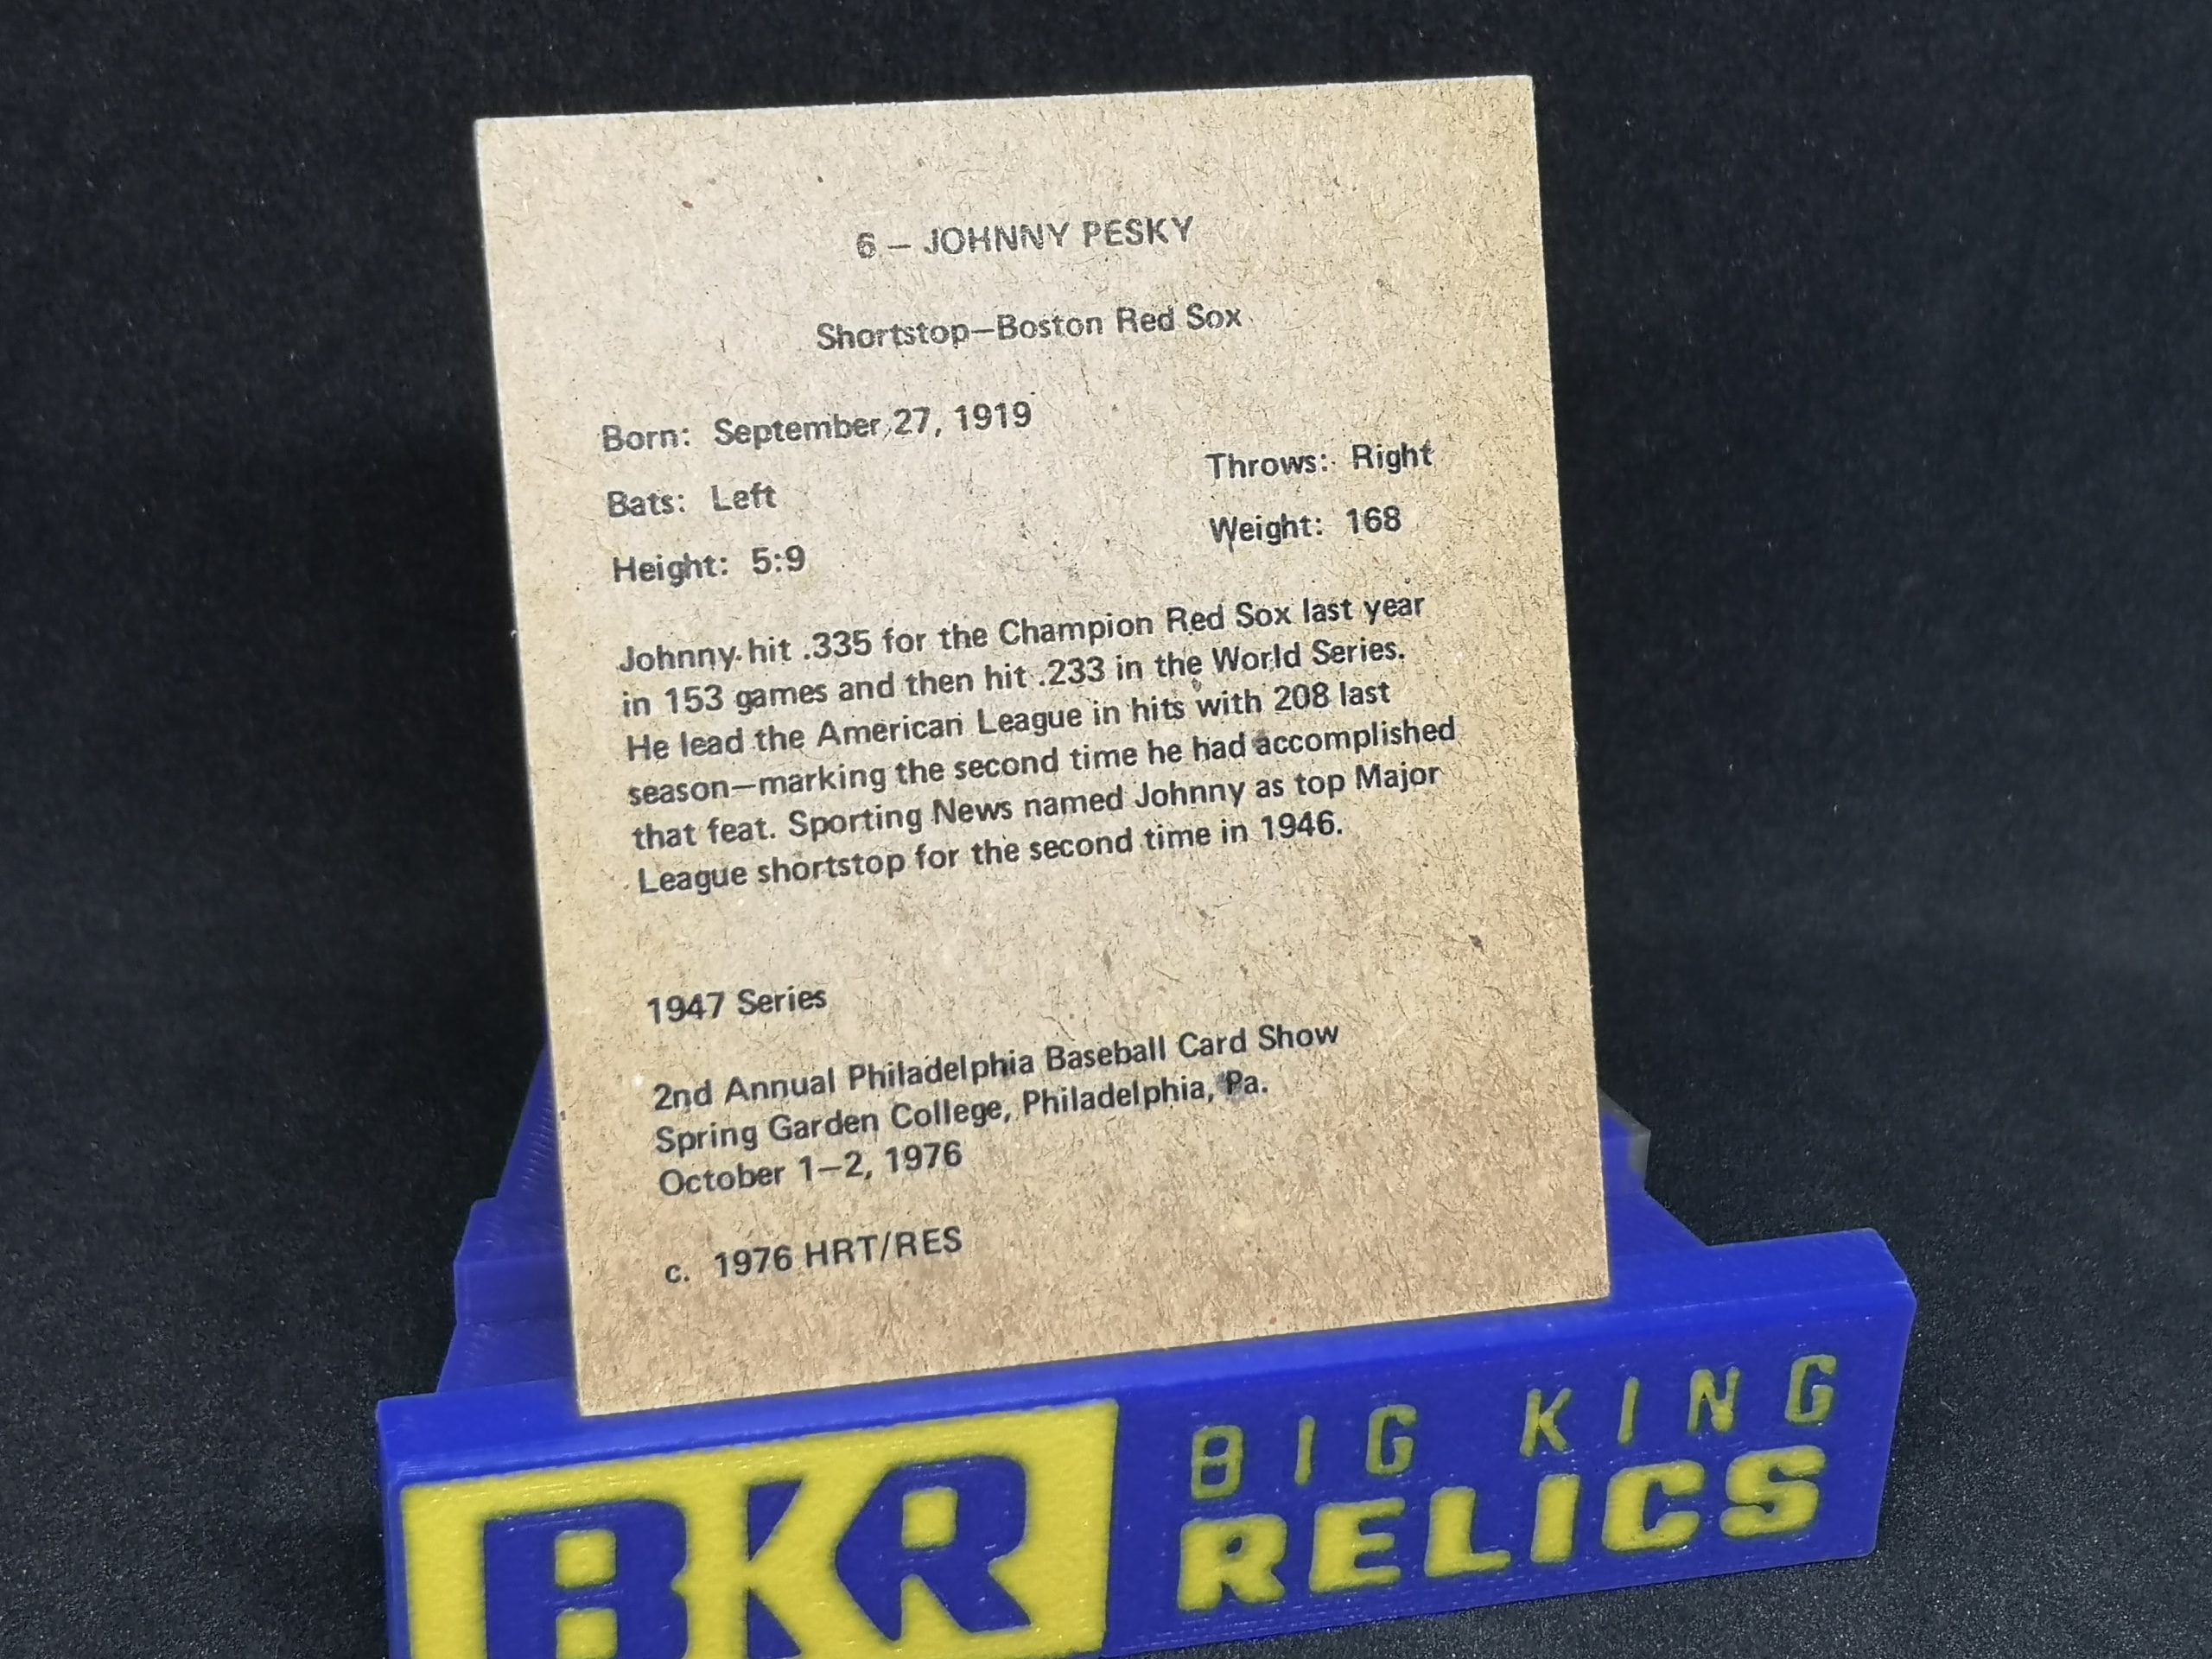 6 – JOHNNY PESKY
Shortstop–Boston Red Sox
Born: September 27, 1919
Bats: Left Throws: Right
Height: 5:9 Weight: 168
Johnny hit .335 for the Champion Red Sox last year
in 153 games and then hit .233 in the World Series.
He lead the American League in hits with 208 last
season—marking the second time he had accomplished
that feat. Sporting News named Johnny as top Major
League shortstop for the second time in 1946.
1947 Series
2nd Annual Philadelphia Baseball Card Show
Spring Garden College, Philadelphia, Pa.
October 1–2, 1976
c. 1976 HRT/RES
BKR
BIG KING
RELICS